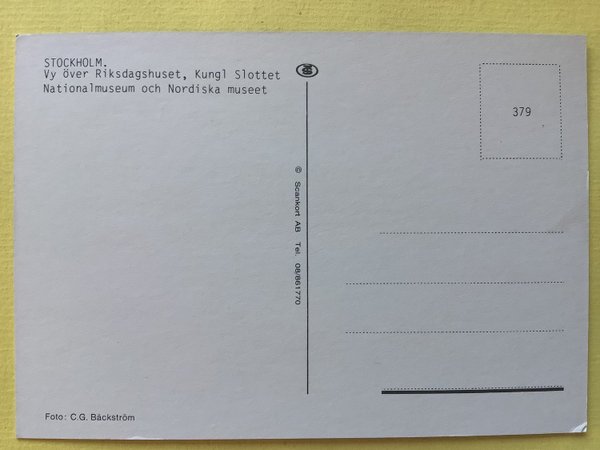 STOCKHOLM.
Vy över Riksdagshuset, Kungl Slottet
Nationalmuseum och Nordiska museet
379
© Scankort AB Tel. 08/861770
Foto: C.G. Bäckström